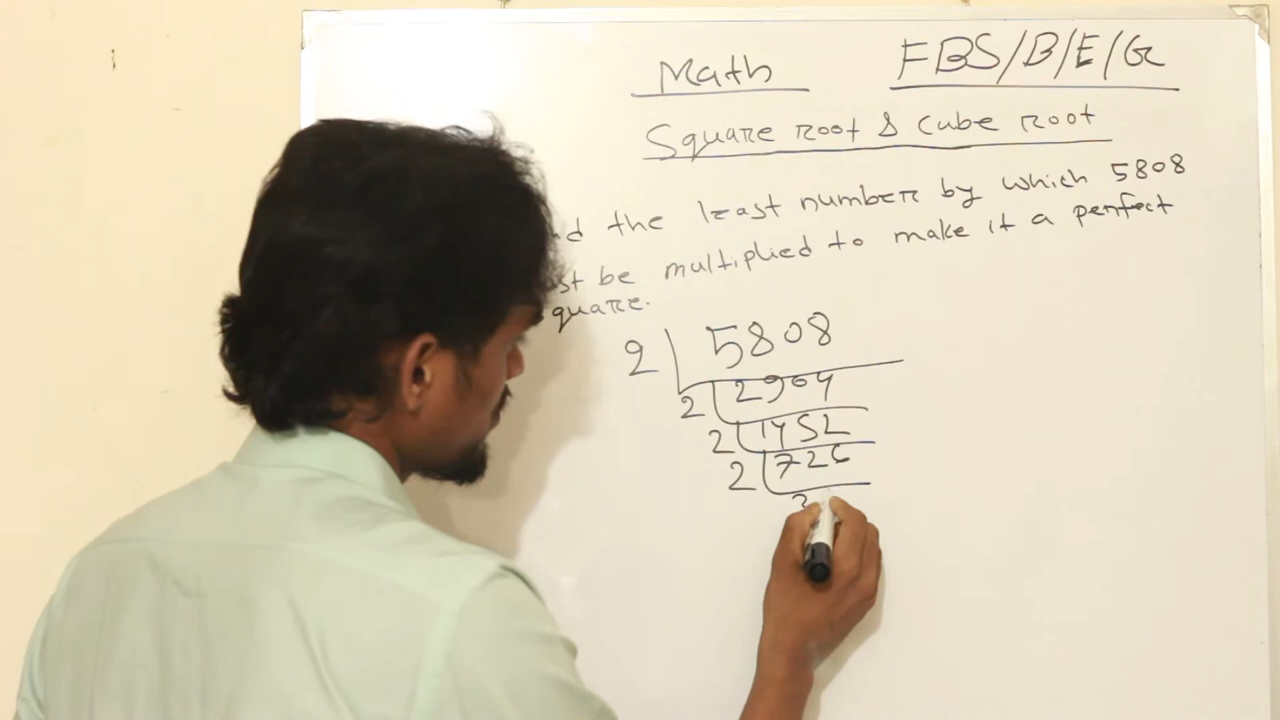 Math FBS/B/E/G
Square root & Cube root
the least number by which 5808
be multiplied to make it a perfect
2 5808
2 2904
2 1452
2 726
3